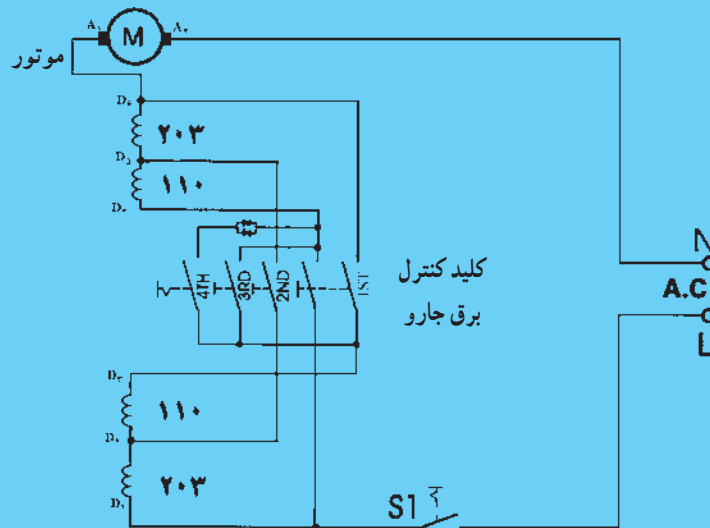 M
موتور
۲۰۳
۱۱۰
4TH
3RD
2ND
1ST
کلید کنترل
برق جارو
N
A.C
L
۱۱۰
۲۰۳
S1